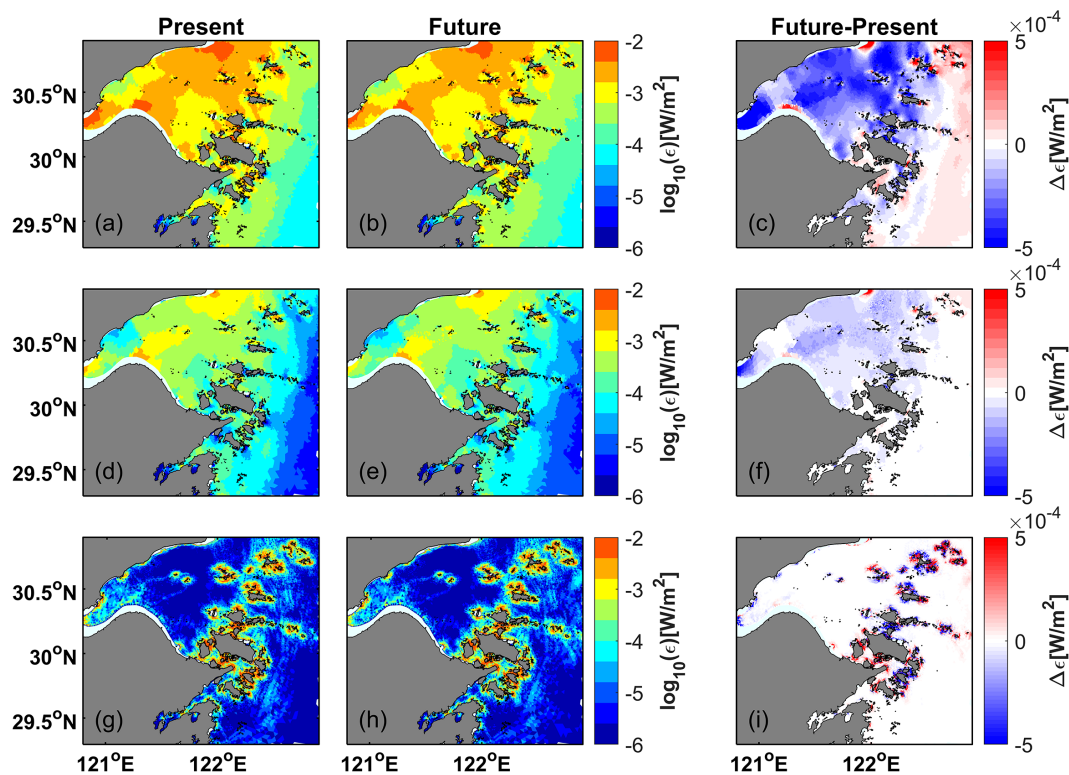 Present Future Future-Present
×10-4
30.5°N
30°N
29.5°N
(a) (b) (c)
-2
-3
-4
-5
-6
log10(ϵ)[W/m2]
5
0
-5
Δϵ[W/m2]
×10-4
30.5°N
30°N
29.5°N
(d) (e) (f)
-2
-3
-4
-5
-6
log10(ϵ)[W/m2]
5
0
-5
Δϵ[W/m2]
×10-4
30.5°N
30°N
29.5°N
(g) (h) (i)
-2
-3
-4
-5
-6
log10(ϵ)[W/m2]
5
0
-5
Δϵ[W/m2]
121°E 122°E 121°E 122°E 121°E 122°E